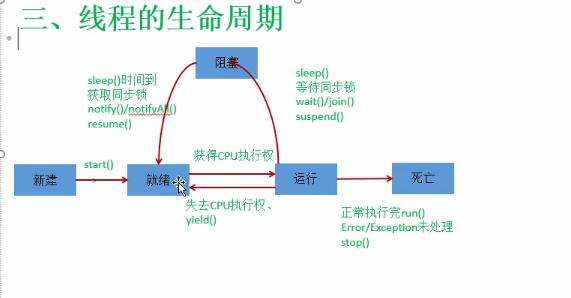 三、线程的生命周期
阻塞
sleep()时间到
获取同步锁
notify()/notifyAll()
resume()
sleep()
等待同步锁
wait()/join()
suspend()
start()
获得CPU执行权
新建
就绪
运行
死亡
失去CPU执行权、
yield()
正常执行完run()
Error/Exception未处理
stop()